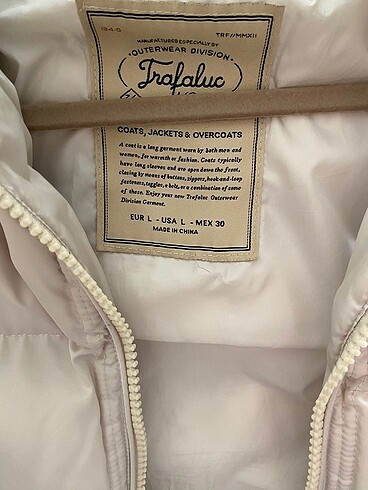 1940
TRF//MMXII
MANUFACTURED ESPECIALLY BY
·OUTERWEAR DIVISION·
Trafaluc
COATS, JACKETS & OVERCOATS
A coat is a long garment worn by both men and
women, for warmth or fashion. Coats typically
have long sleeves and are open down the front,
closing by means of buttons, zippers, hook-and-loop
fasteners, toggles, a belt, or a combination of some
of these. Enjoy your new Trafaluc Outerwear
Division Garment.
EUR L - USA L - MEX 30
MADE IN CHINA